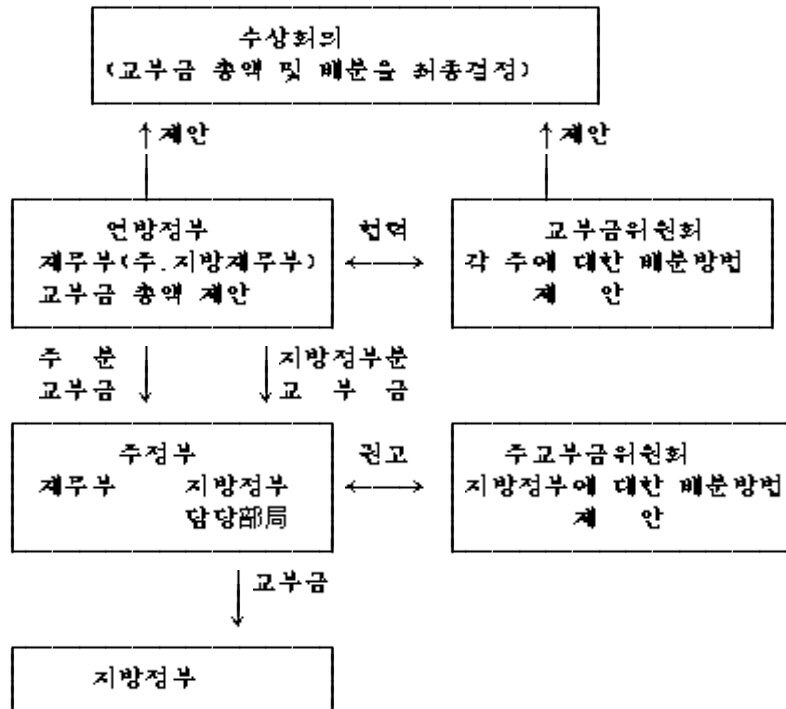 수상회의
(교부금 총액 및 배분을 최종결정)
↑제안 ↑제안
연방정부
재무부(주.지방재무부)
교부금 총액 제안
협력
교부금위원회
각 주에 대한 배분방법
제 안
주 분
교부금
지방정부분
교 부 금
주정부
재무부 지방정부
담당部局
권고
주교부금위원회
지방정부에 대한 배분방법
제 안
교부금
지방정부